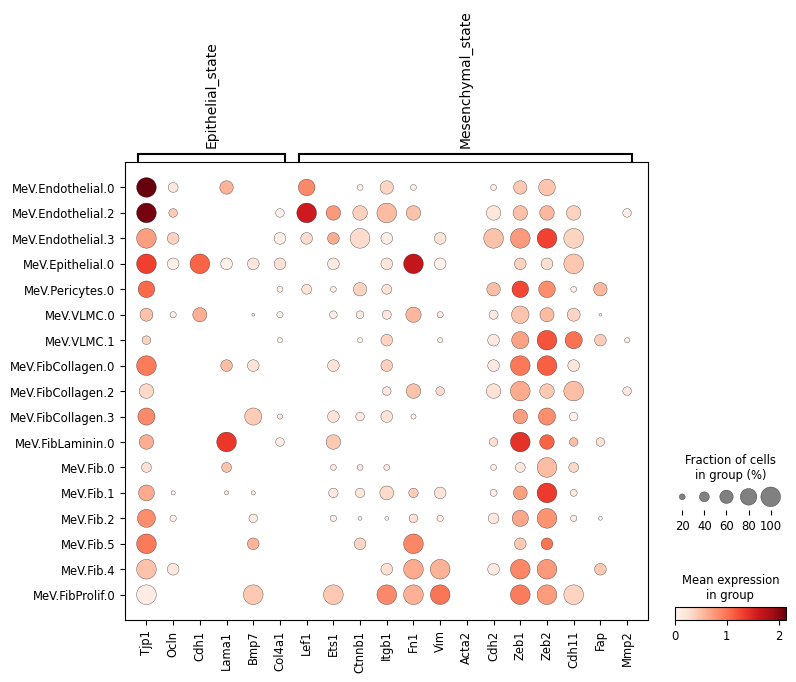 Epithelial_state
Mesenchymal_state
MeV.Endothelial.0
MeV.Endothelial.2
MeV.Endothelial.3
MeV.Epithelial.0
MeV.Pericytes.0
MeV.VLMC.0
MeV.VLMC.1
MeV.FibCollagen.0
MeV.FibCollagen.2
MeV.FibCollagen.3
MeV.FibLaminin.0
MeV.Fib.0
MeV.Fib.1
MeV.Fib.2
MeV.Fib.5
MeV.Fib.4
MeV.FibProlif.0
Tjp1
Ocln
Cdh1
Lama1
Bmp7
Col4a1
Lef1
Ets1
Ctnnb1
Itgb1
Fn1
Vim
Acta2
Cdh2
Zeb1
Zeb2
Cdh11
Fap
Mmp2
Fraction of cells
in group (%)
20 40 60 80 100
Mean expression
in group
0 1 2